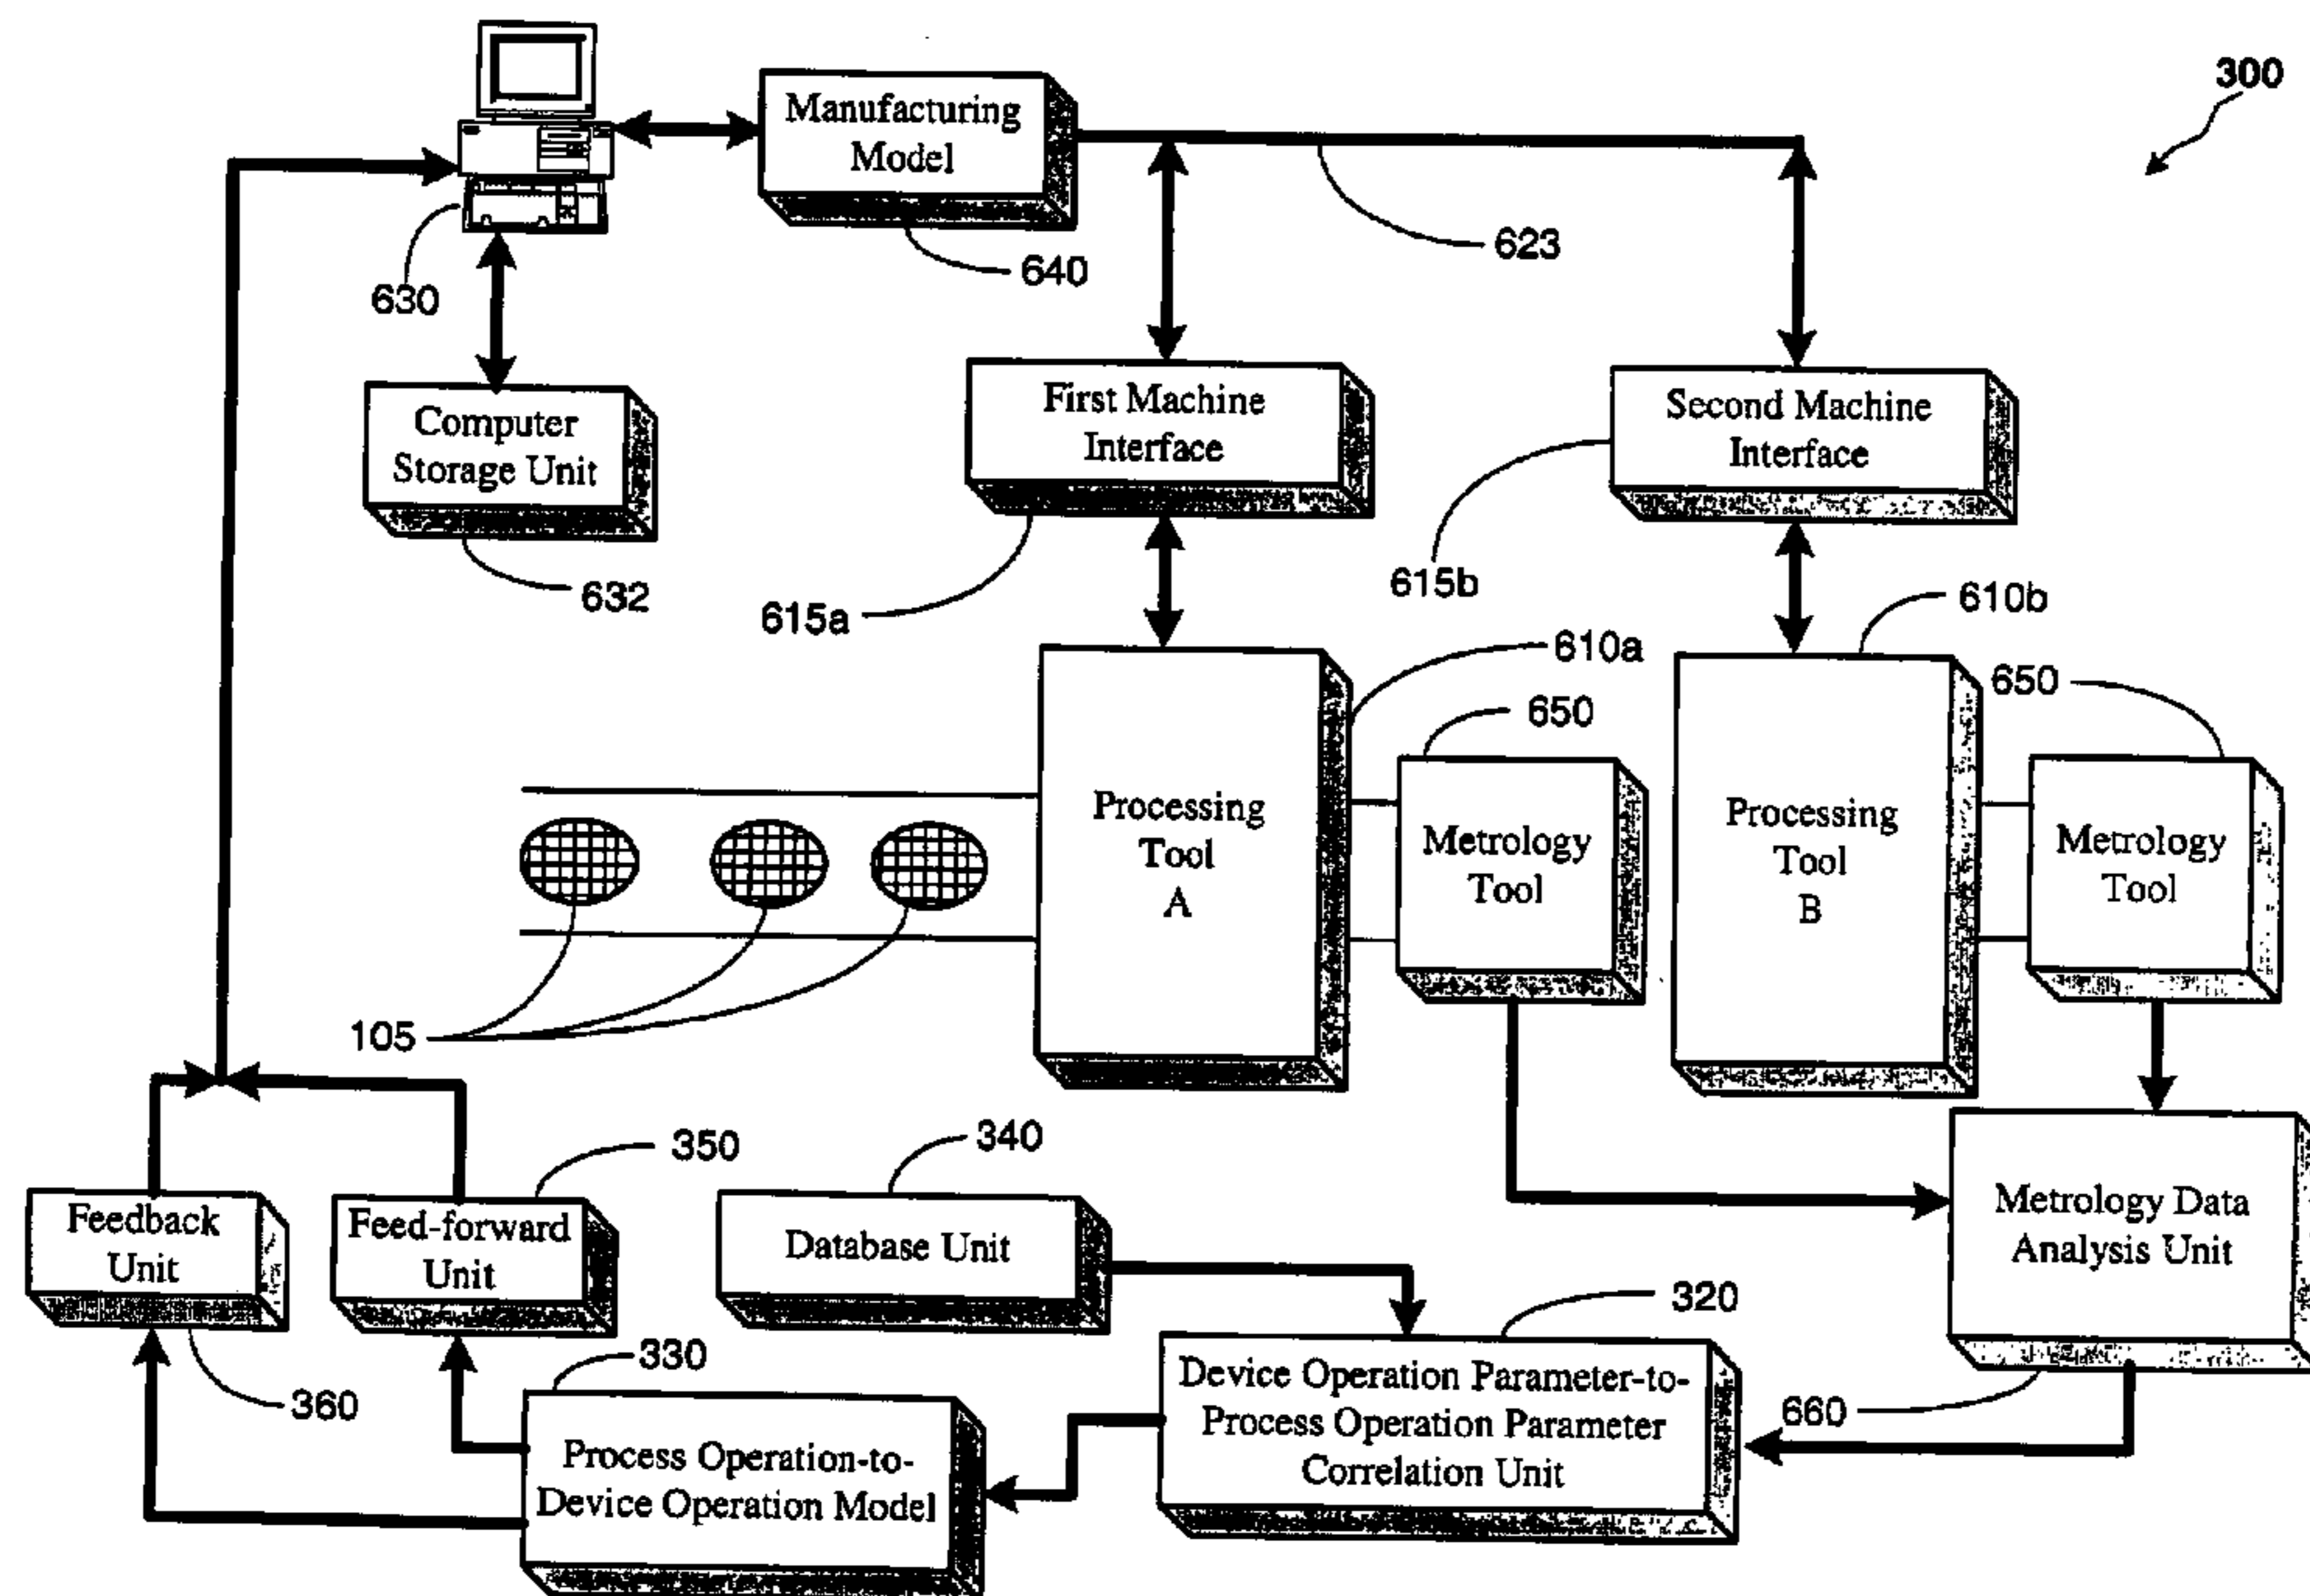 300
Manufacturing
Model
640
623
630
Computer
Storage Unit
632
First Machine
Interface
615a
Second Machine
Interface
615b
610a
610b
650
650
Processing
Tool
A
Metrology
Tool
Processing
Tool
B
Metrology
Tool
105
Feedback
Unit
360
Feed-forward
Unit
350
Database Unit
340
Metrology Data
Analysis Unit
660
320
Device Operation Parameter-to-
Process Operation Parameter
Correlation Unit
330
Process Operation-to-
Device Operation Model